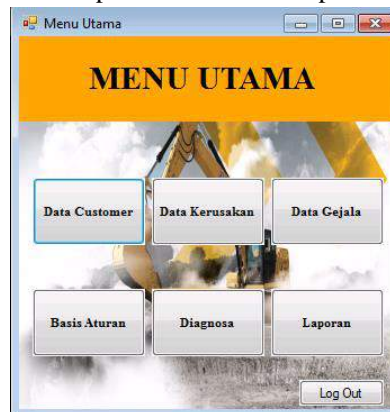 Menu Utama
MENU UTAMA
Data Customer Data Kerusakan Data Gejala
Basis Aturan Diagnosa Laporan
Log Out